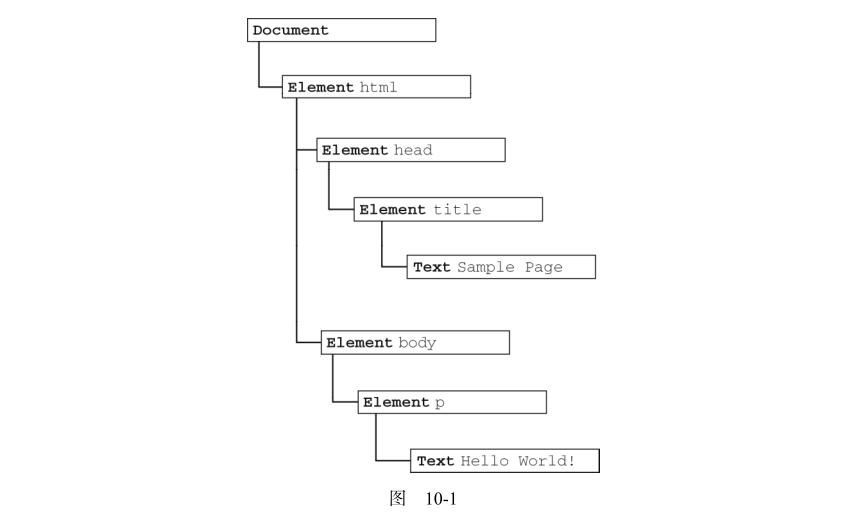 Document
Element html
Element head
Element title
Text Sample Page
Element body
Element p
Text Hello World!
图 10-1